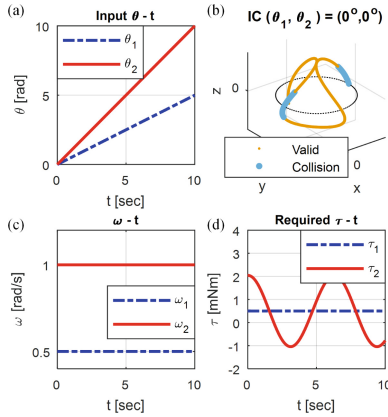 (a)
Input θ - t
θ₁
θ₂
10
5
0
θ [rad]
0
5
10
t [sec]
(b)
IC (θ₁, θ₂) = (0°,0°)
z
0
Valid
Collision
y
0
x
(c)
ω - t
1
0.5
ω [rad/s]
ω₁
ω₂
0
5
10
t [sec]
(d)
Required τ - t
τ₁
τ₂
4
3
2
1
0
-1
-2
τ [mNm]
0
5
10
t [sec]